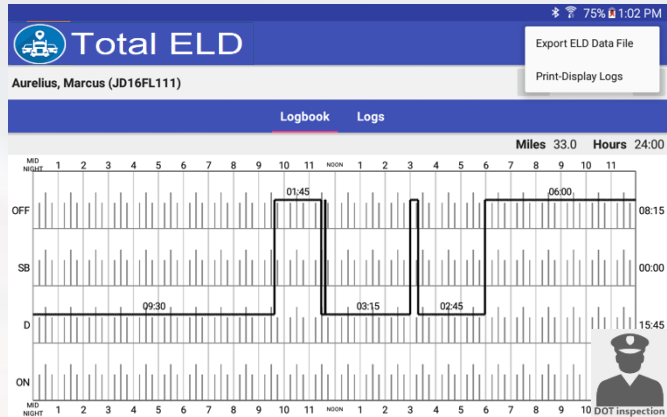 75% 1:02 PM
Total ELD
Export ELD Data File
Print-Display Logs
Aurelius, Marcus (JD16FL111)
Logbook Logs
Miles 33.0 Hours 24:00
MID NIGHT 1 2 3 4 5 6 7 8 9 10 11 NOON 1 2 3 4 5 6 7 8 9 10 11
01:45 06:00
OFF 08:15
SB 00:00
09:30 03:15 02:45
D 15:45
ON
MID NIGHT 1 2 3 4 5 6 7 8 9 10 11 NOON 1 2 3 4 5 6 7 8 9 10
DOT inspection